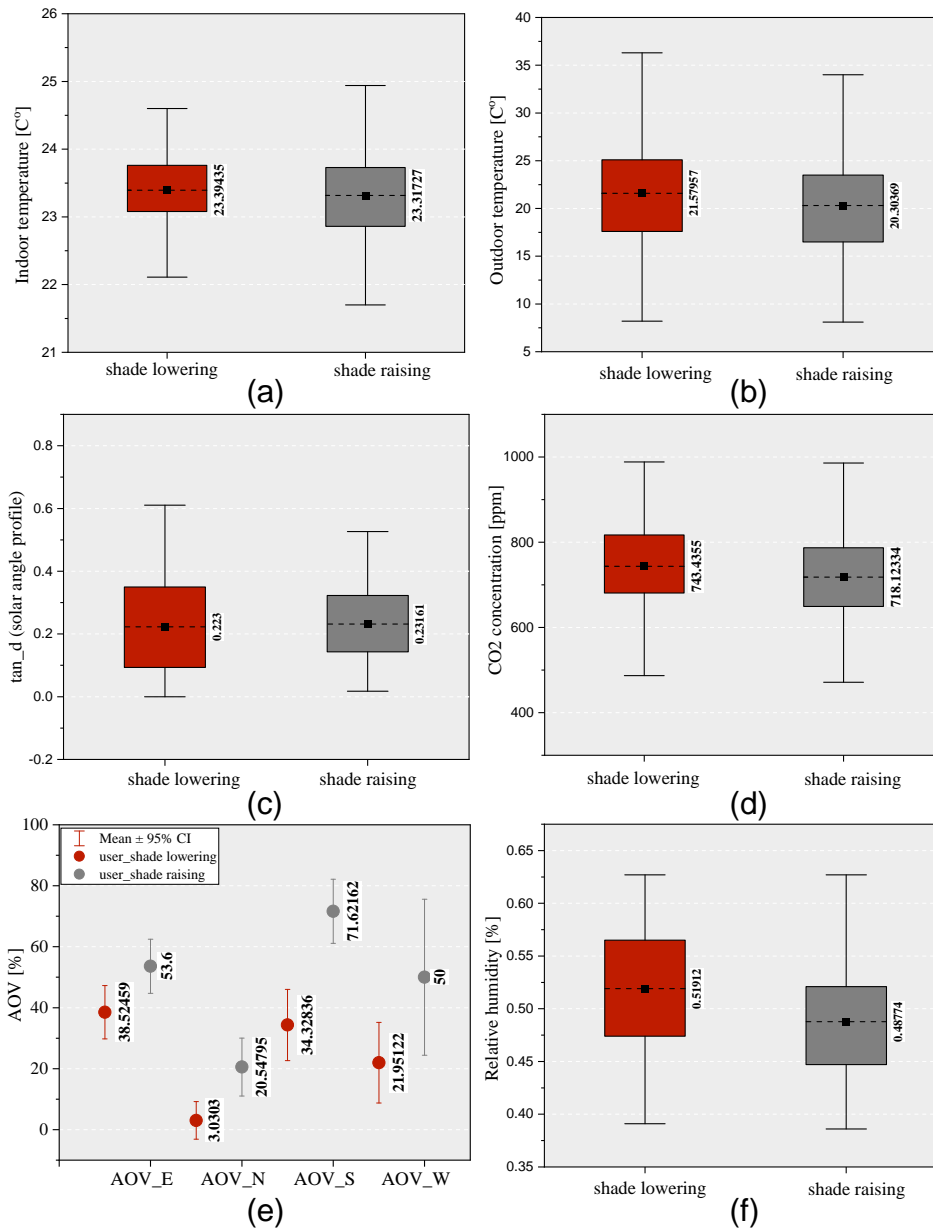 26
25
24
23
22
21
Indoor temperature [C°]
23.39435
23.31727
shade lowering
shade raising
(a)
40
35
30
25
20
15
10
5
Outdoor temperature [C°]
21.57957
20.30369
shade lowering
shade raising
(b)
0.8
0.6
0.4
0.2
0.0
-0.2
tan_d (solar angle profile)
0.223
0.23161
shade lowering
shade raising
(c)
1000
800
600
400
CO2 concentration [ppm]
743.4355
718.12334
shade lowering
shade raising
(d)
100
80
60
40
20
0
AOV [%]
Mean ± 95% CI
user_shade lowering
user_shade raising
38.52459
53.6
3.0303
20.54795
34.32836
71.62162
21.95122
50
AOV_E
AOV_N
AOV_S
AOV_W
(e)
0.65
0.60
0.55
0.50
0.45
0.40
0.35
Relative humidity [%]
0.51912
0.48774
shade lowering
shade raising
(f)